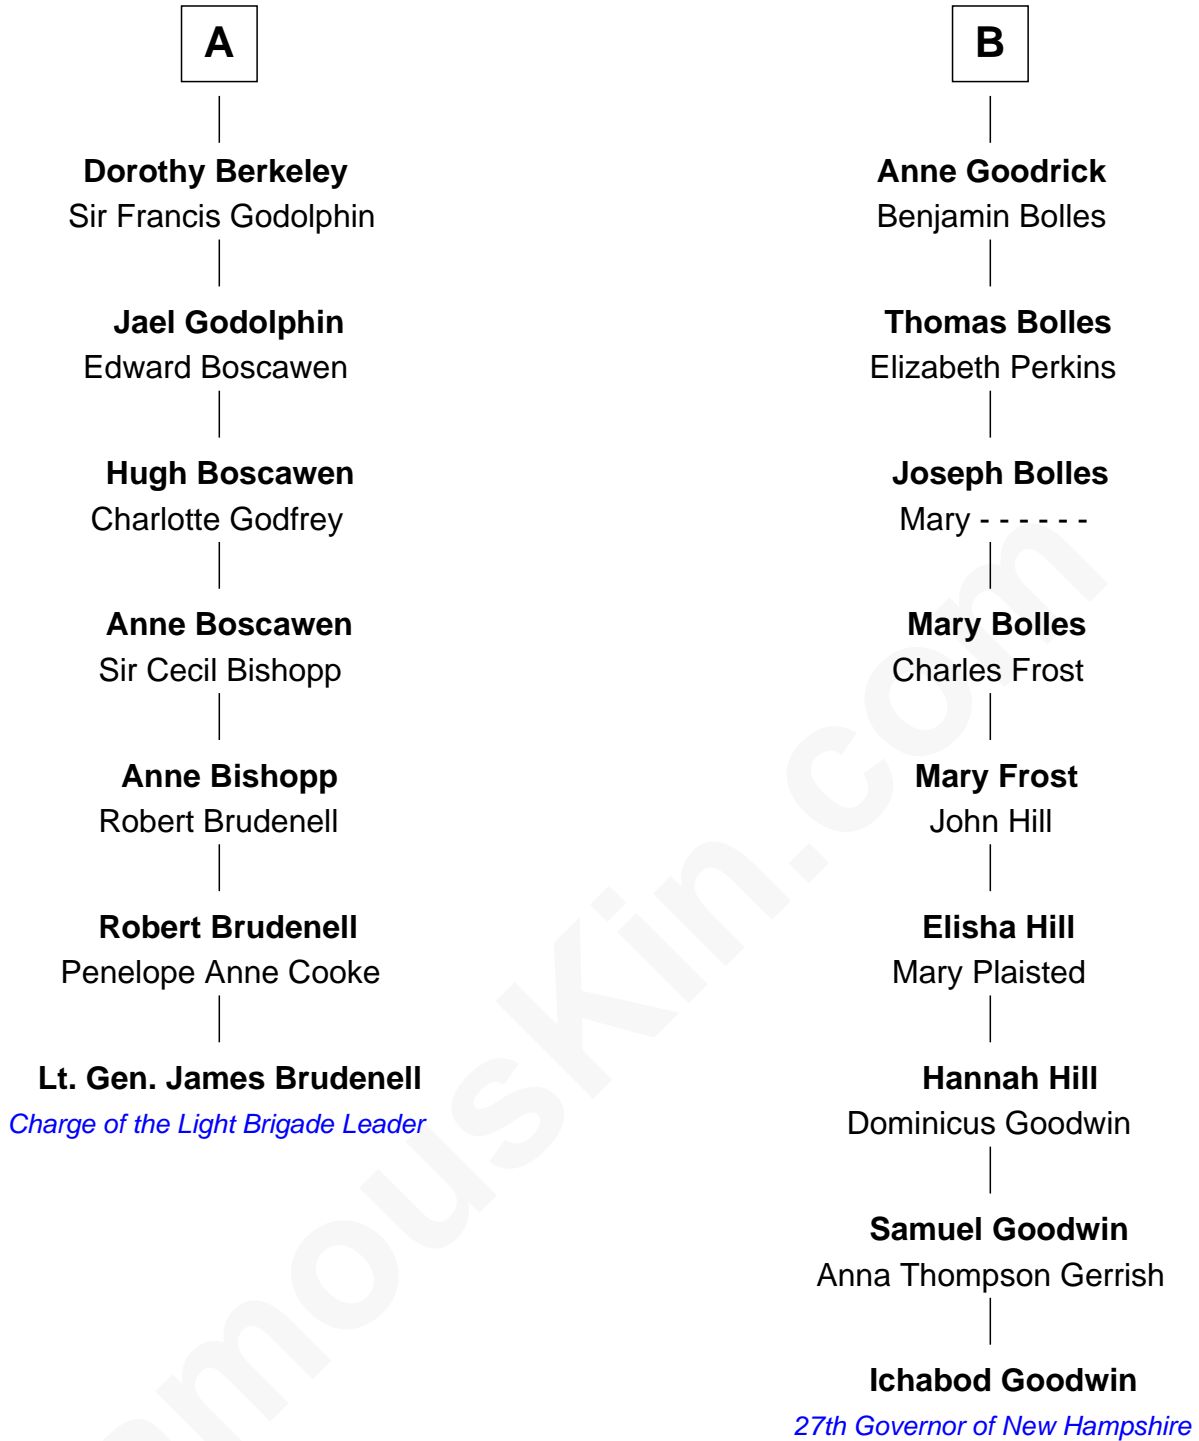 A
Dorothy Berkeley
Sir Francis Godolphin
Jael Godolphin
Edward Boscawen
Hugh Boscawen
Charlotte Godfrey
Anne Boscawen
Sir Cecil Bishopp
Anne Bishopp
Robert Brudenell
Robert Brudenell
Penelope Anne Cooke
Lt. Gen. James Brudenell
Charge of the Light Brigade Leader
B
Anne Goodrick
Benjamin Bolles
Thomas Bolles
Elizabeth Perkins
Joseph Bolles
Mary - - - - - -
Mary Bolles
Charles Frost
Mary Frost
John Hill
Elisha Hill
Mary Plaisted
Hannah Hill
Dominicus Goodwin
Samuel Goodwin
Anna Thompson Gerrish
Ichabod Goodwin
27th Governor of New Hampshire
amousKin.com